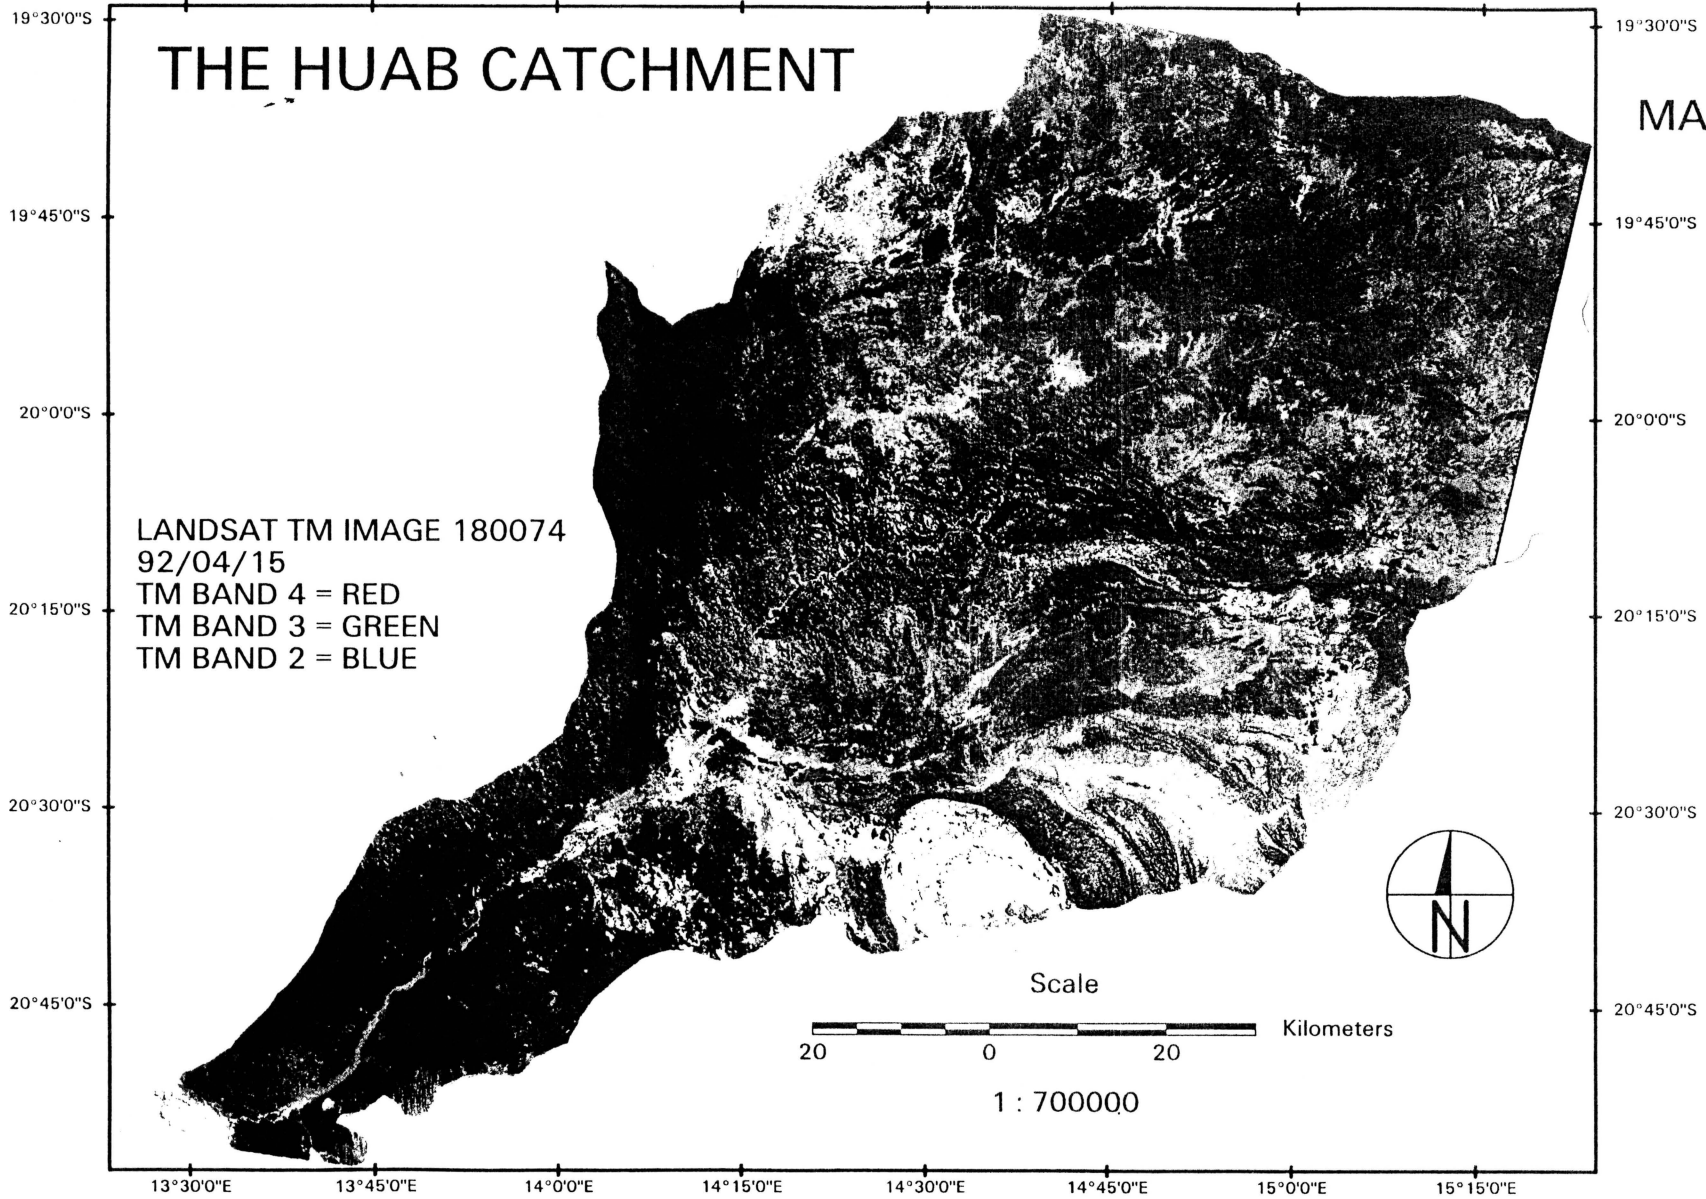 19°30'0"S
19°30'0"S
THE HUAB CATCHMENT
MA
19°45'0"S
19°45'0"S
20°0'0"S
20°0'0"S
LANDSAT TM IMAGE 180074
92/04/15
TM BAND 4 = RED
TM BAND 3 = GREEN
TM BAND 2 = BLUE
20°15'0"S
20°15'0"S
20°30'0"S
20°30'0"S
N
Scale
20°45'0"S
20°45'0"S
Kilometers
20 0 20
1 : 700000
13°30'0"E 13°45'0"E 14°0'0"E 14°15'0"E 14°30'0"E 14°45'0"E 15°0'0"E 15°15'0"E